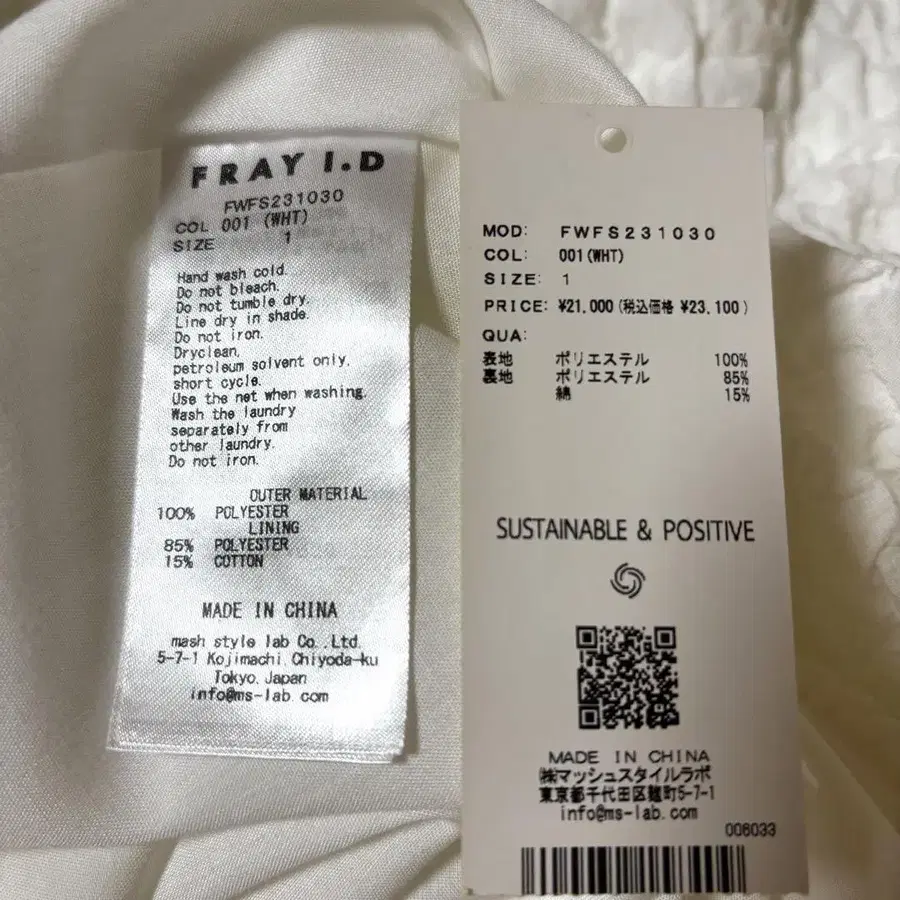 FRAY I.D
FWFS231030
COL 001 (WHT)
SIZE 1
Hand wash cold.
Do not bleach.
Do not tumble dry.
Line dry in shade.
Do not iron.
Dryclean,
petroleum solvent only,
short cycle.
Use the net when washing.
Wash the laundry
separately from
other laundry.
Do not iron.
OUTER MATERIAL
100% POLYESTER
LINING
85% POLYESTER
15% COTTON
MADE IN CHINA
mash style lab Co.,Ltd.
5-7-1 Kojimachi,Chiyoda-ku
Tokyo,Japan
info@ms-lab.com
MOD: FWFS231030
COL: 001(WHT)
SIZE: 1
PRICE: ¥21,000(税込価格 ¥23,100)
QUA:
表地 ポリエステル 100%
裏地 ポリエステル 85%
綿 15%
SUSTAINABLE & POSITIVE
MADE IN CHINA
㈱マッシュスタイルラボ
東京都千代田区麹町5-7-1
info@ms-lab.com
006033